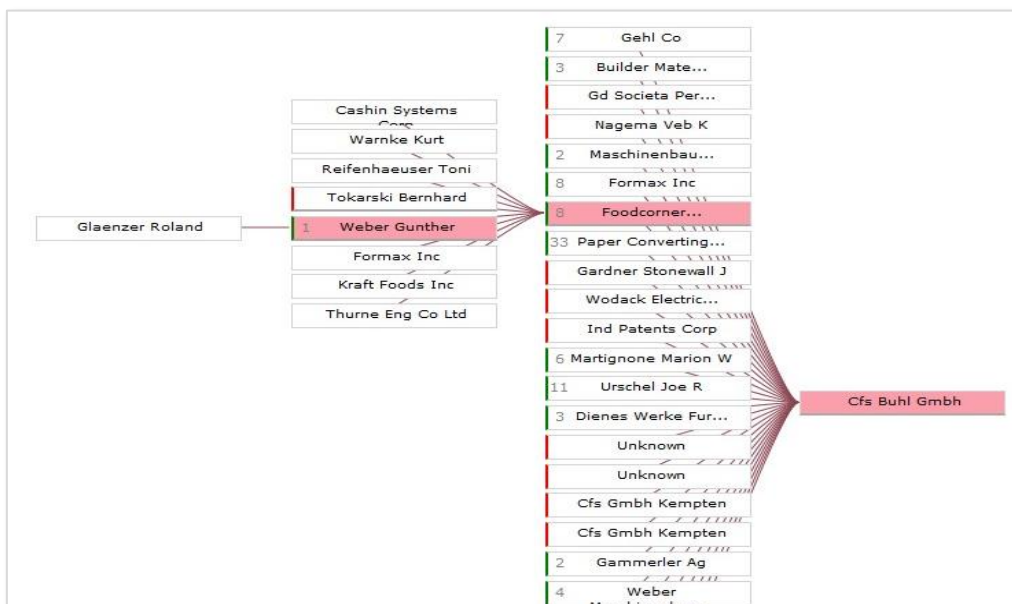 Glaenzer Roland
Cashin Systems
Corp
Warnke Kurt
Reifenhaeuser Toni
Tokarski Bernhard
1 Weber Gunther
Formax Inc
Kraft Foods Inc
Thurne Eng Co Ltd
7 Gehl Co
3 Builder Mate...
Gd Societa Per...
Nagema Veb K
2 Maschinenbau...
8 Formax Inc
8 Foodcorner...
33 Paper Converting...
Gardner Stonewall J
Wodack Electric...
Ind Patents Corp
6 Martignone Marion W
11 Urschel Joe R
3 Dienes Werke Fur...
Unknown
Unknown
Cfs Gmbh Kempten
Cfs Gmbh Kempten
2 Gammerler Ag
4 Weber
Cfs Buhl Gmbh